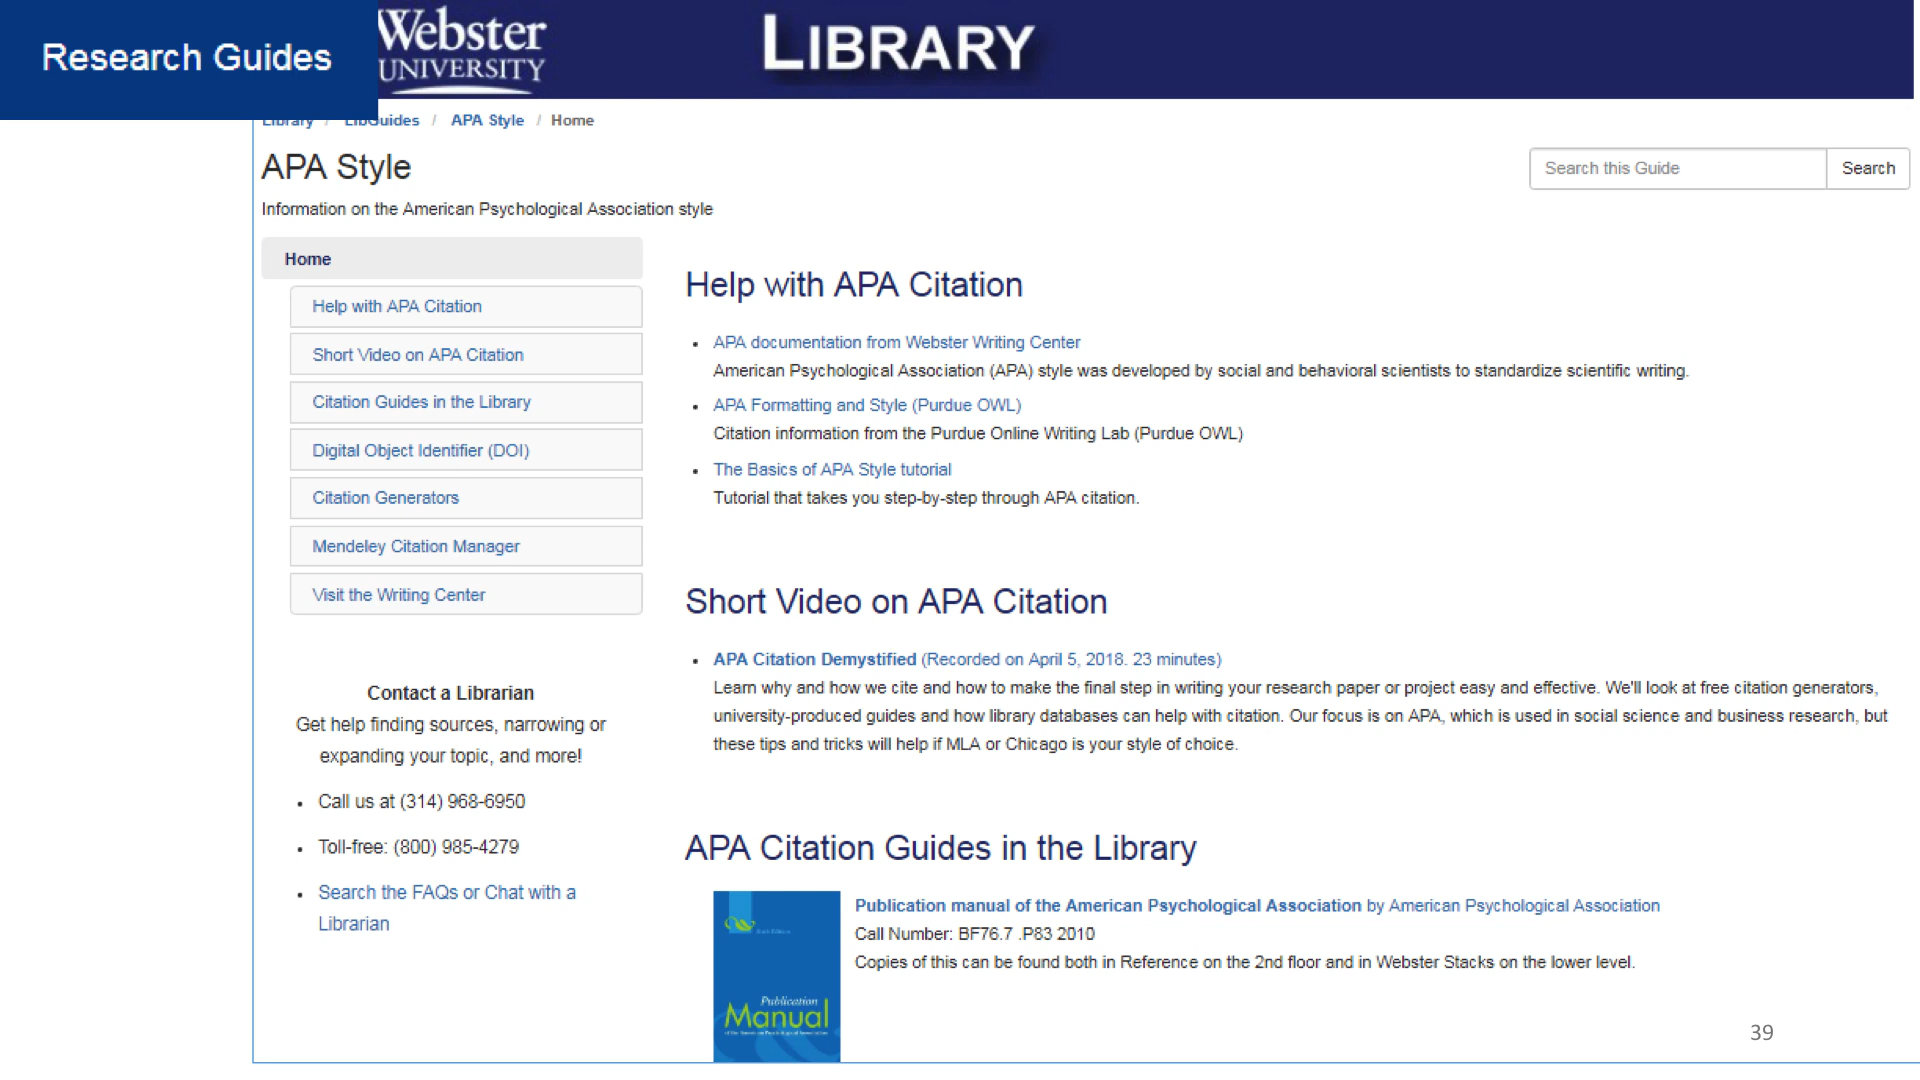 Research Guides
Webster
UNIVERSITY
LIBRARY
Library / LibGuides / APA Style / Home
APA Style
Search this Guide
Search
Information on the American Psychological Association style
Home
Help with APA Citation
Short Video on APA Citation
Citation Guides in the Library
Digital Object Identifier (DOI)
Citation Generators
Mendeley Citation Manager
Visit the Writing Center
Contact a Librarian
Get help finding sources, narrowing or
expanding your topic, and more!
• Call us at (314) 968-6950
• Toll-free: (800) 985-4279
• Search the FAQs or Chat with a
Librarian
Help with APA Citation
• APA documentation from Webster Writing Center
American Psychological Association (APA) style was developed by social and behavioral scientists to standardize scientific writing.
• APA Formatting and Style (Purdue OWL)
Citation information from the Purdue Online Writing Lab (Purdue OWL)
• The Basics of APA Style tutorial
Tutorial that takes you step-by-step through APA citation.
Short Video on APA Citation
• APA Citation Demystified (Recorded on April 5, 2018. 23 minutes)
Learn why and how we cite and how to make the final step in writing your research paper or project easy and effective. We'll look at free citation generators,
university-produced guides and how library databases can help with citation. Our focus is on APA, which is used in social science and business research, but
these tips and tricks will help if MLA or Chicago is your style of choice.
APA Citation Guides in the Library
Publication
Manual
Publication manual of the American Psychological Association by American Psychological Association
Call Number: BF76.7 .P83 2010
Copies of this can be found both in Reference on the 2nd floor and in Webster Stacks on the lower level.
39